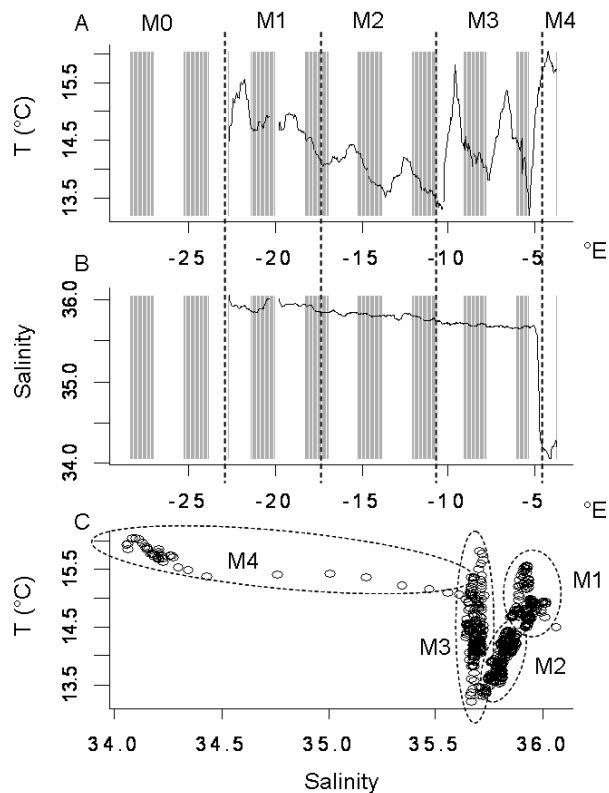 A M0 M1 M2 M3 M4
T (°C)
15.5
14.5
13.5
-25 -20 -15 -10 -5 °E
B
Salinity
36.0
35.0
34.0
-25 -20 -15 -10 -5 °E
C
T (°C)
15.5
14.5
13.5
M4
M3
M1
M2
34.0 34.5 35.0 35.5 36.0
Salinity